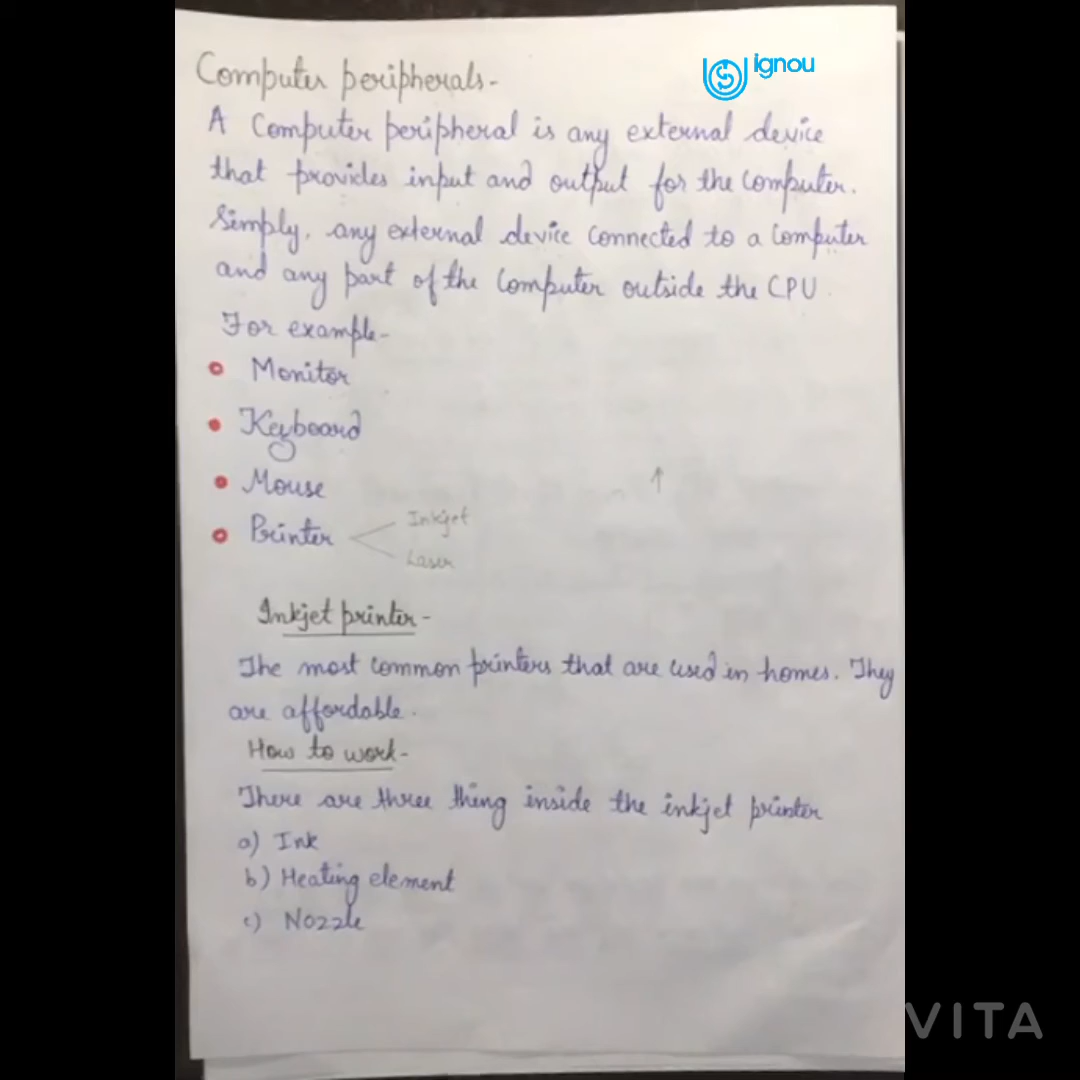 Computer peripherals-
ignou
A Computer peripheral is any external device
that provides input and output for the computer.
Simply, any external device connected to a computer
and any part of the computer outside the CPU.
For example-
Monitor
Keyboard
Mouse
Printer
Inkjet
Laser
Inkjet printer-
The most common printers that are used in homes. They
are affordable.
How to work-
There are three thing inside the inkjet printer
a) Ink
b) Heating element
c) Nozzle
VITA